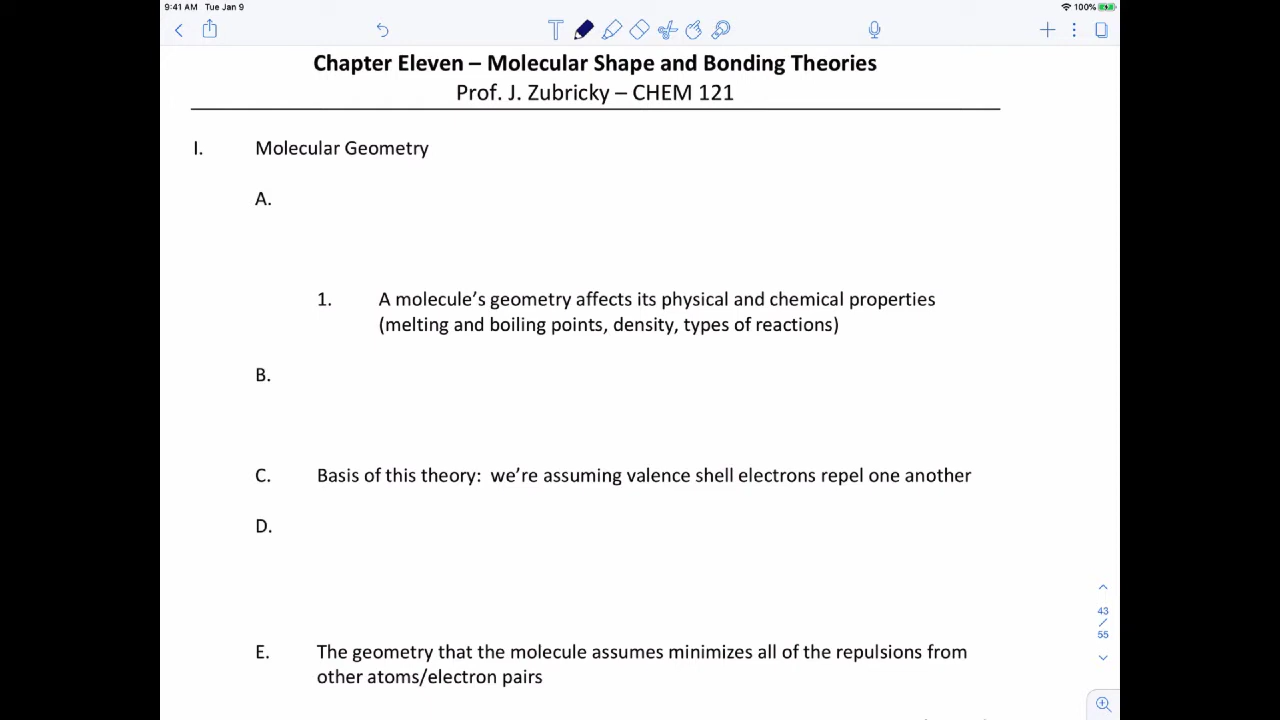 9:41 AM Tue Jan 9
100%
T
Chapter Eleven – Molecular Shape and Bonding Theories
Prof. J. Zubricky – CHEM 121
I. Molecular Geometry
A.
1. A molecule’s geometry affects its physical and chemical properties
(melting and boiling points, density, types of reactions)
B.
C. Basis of this theory:  we’re assuming valence shell electrons repel one another
D.
43
/
55
E. The geometry that the molecule assumes minimizes all of the repulsions from
other atoms/electron pairs